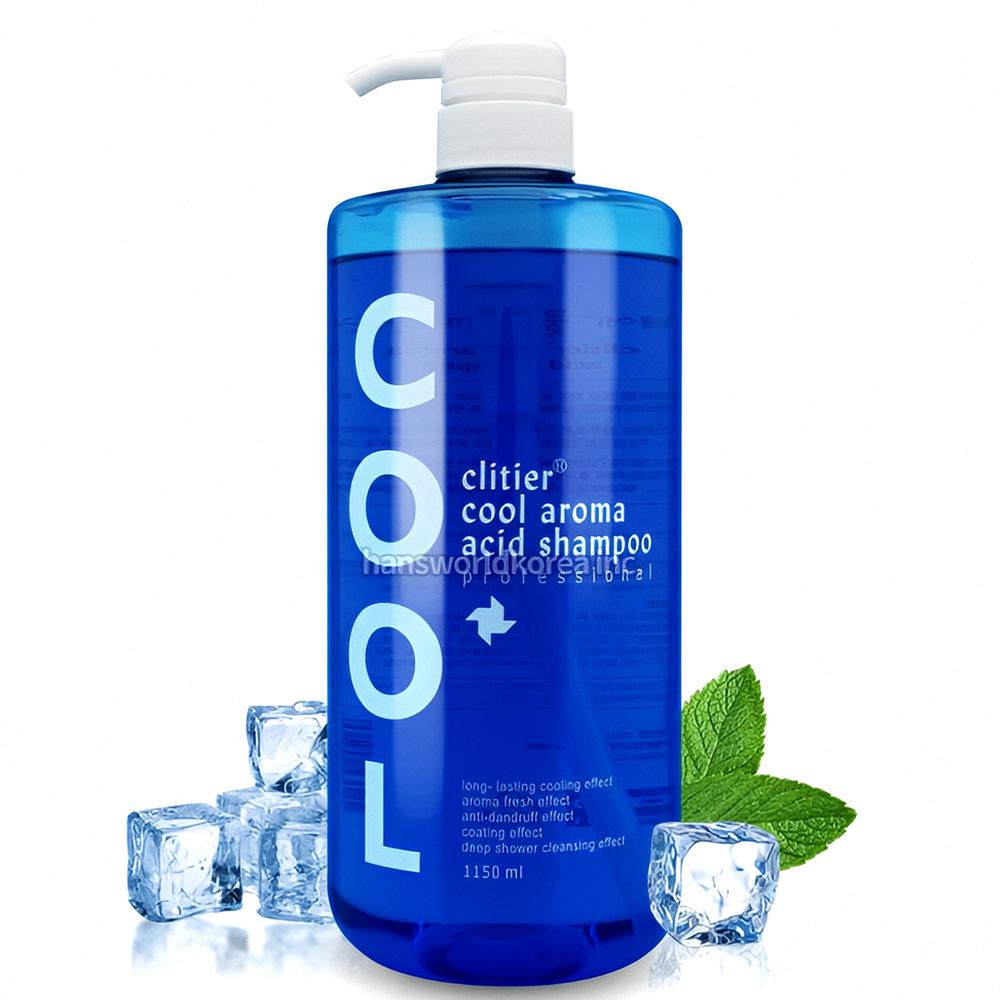 COOL
clitier®
cool aroma
acid shampoo
professional
hansworldkorea.inc
long- lasting cooling effect
aroma fresh effect
anti-dandruff effect
coating effect
deep shower cleansing effect
1150 ml